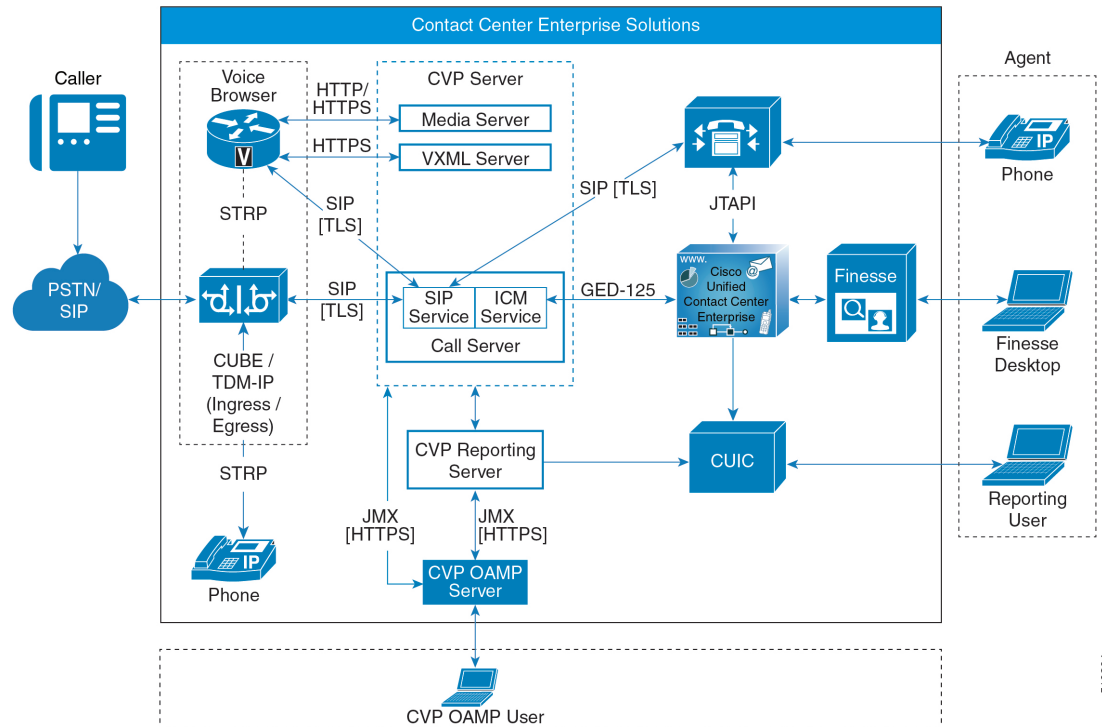 Contact Center Enterprise Solutions
Caller
PSTN/
SIP
Voice
Browser
V
HTTP/
HTTPS
HTTPS
STRP
SIP
[TLS]
SIP
[TLS]
CUBE /
TDM-IP
(Ingress /
Egress)
STRP
IP
Phone
CVP Server
Media Server
VXML Server
SIP
Service
ICM
Service
Call Server
SIP [TLS]
JTAPI
GED-125
www.
@
Cisco
Unified
Contact Center
Enterprise
Finesse
CVP Reporting
Server
CUIC
JMX
[HTTPS]
JMX
[HTTPS]
CVP OAMP
Server
CVP OAMP User
Agent
IP
Phone
Finesse
Desktop
Reporting
User